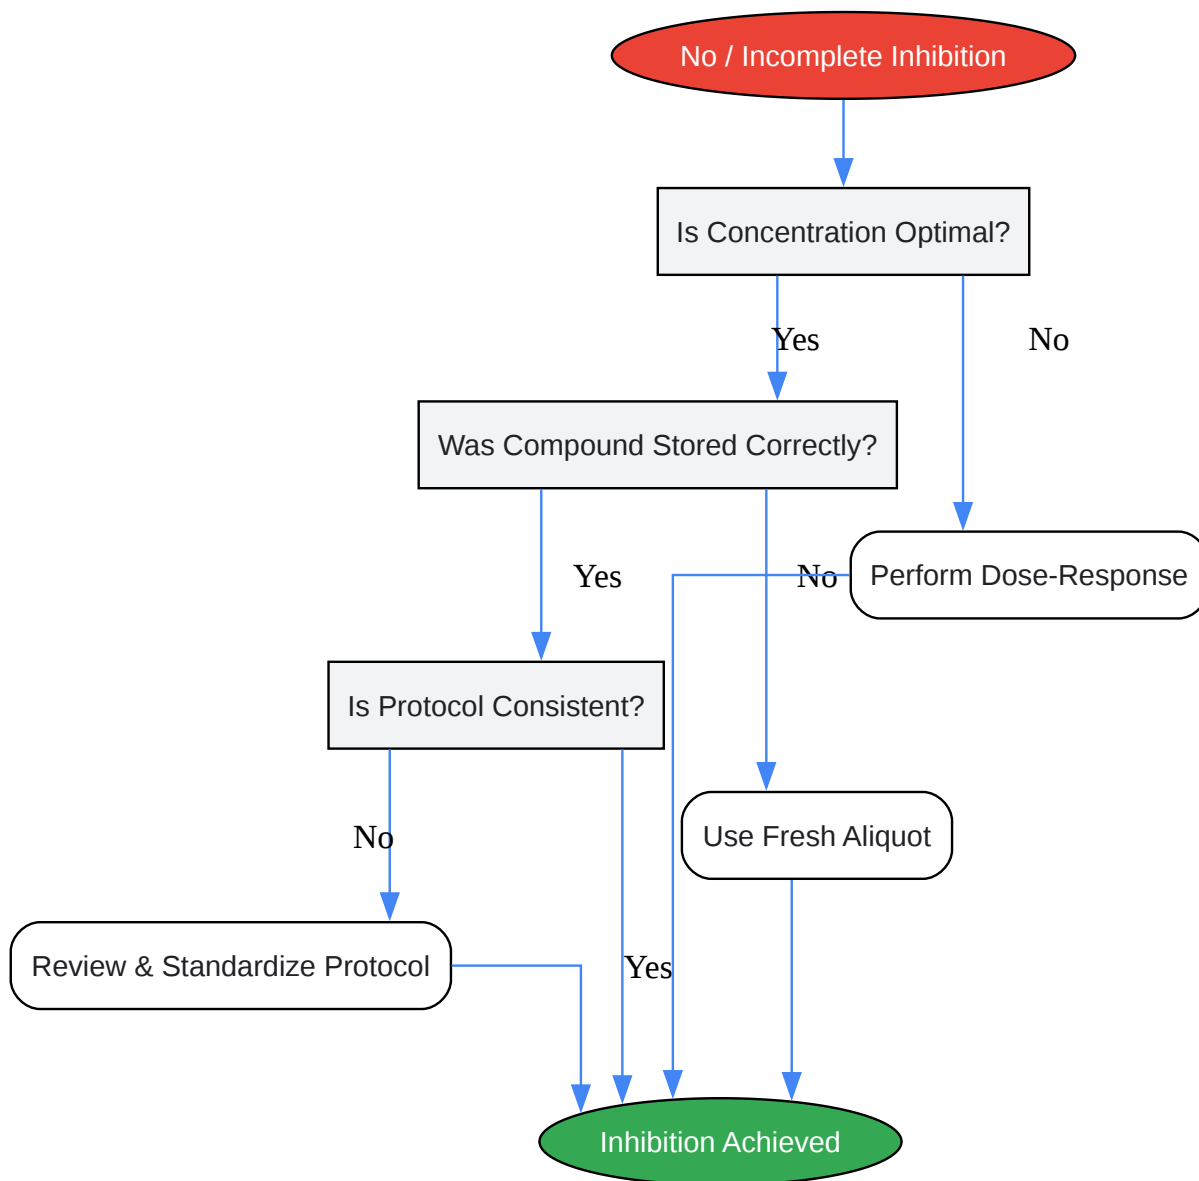 No / Incomplete Inhibition
Is Concentration Optimal?
Yes
No
Was Compound Stored Correctly?
Yes
No
Perform Dose-Response
Is Protocol Consistent?
No
Use Fresh Aliquot
Review & Standardize Protocol
Yes
Inhibition Achieved